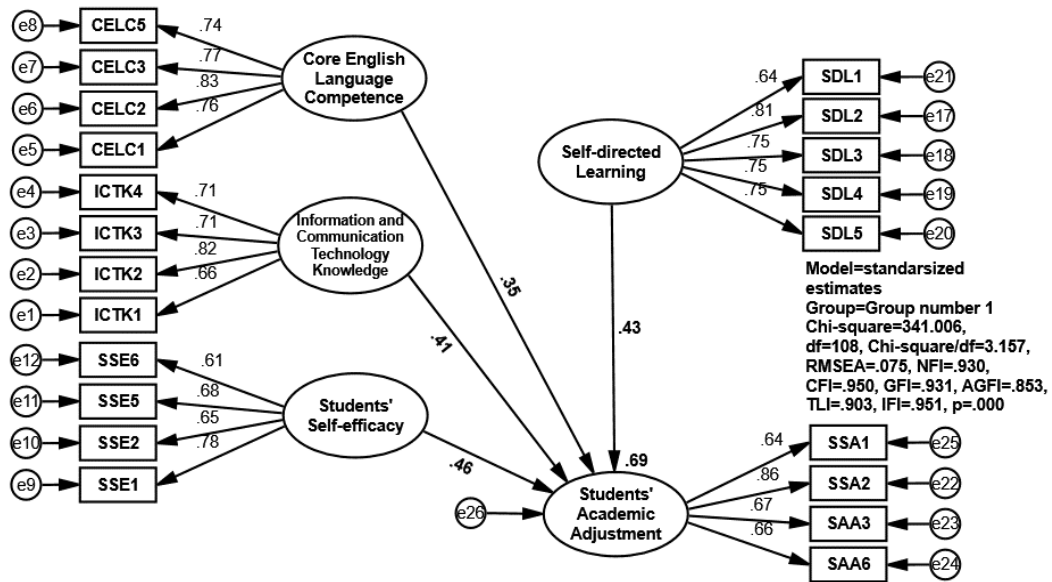 e8 CELC5 .74
e7 CELC3 .77
e6 CELC2 .83
e5 CELC1 .76
Core English
Language
Competence
e4 ICTK4 .71
e3 ICTK3 .71
e2 ICTK2 .82
e1 ICTK1 .66
Information and
Communication
Technology
Knowledge
e12 SSE6 .61
e11 SSE5 .68
e10 SSE2 .65
e9 SSE1 .78
Students'
Self-efficacy
.35
.41
.46
.43
Self-directed
Learning
.64 SDL1 e21
.81 SDL2 e17
.75 SDL3 e18
.75 SDL4 e19
.75 SDL5 e20
Model=standarsized
estimates
Group=Group number 1
Chi-square=341.006,
df=108, Chi-square/df=3.157,
RMSEA=.075, NFI=.930,
CFI=.950, GFI=.931, AGFI=.853,
TLI=.903, IFI=.951, p=.000
e26
.69
Students'
Academic
Adjustment
.64 SSA1 e25
.86 SSA2 e22
.67 SAA3 e23
.66 SAA6 e24